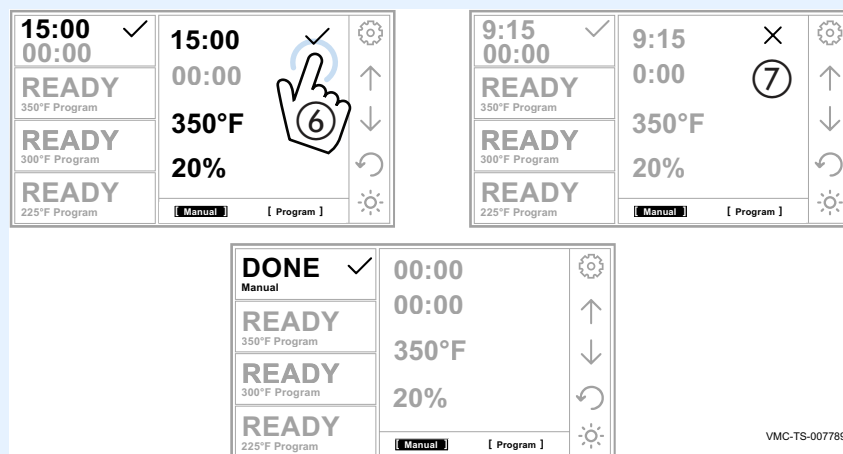 15:00
00:00
READY
350°F Program
READY
300°F Program
READY
225°F Program
15:00
00:00
350°F
20%
[ Manual ]
[ Program ]
6
9:15
00:00
READY
350°F Program
READY
300°F Program
READY
225°F Program
9:15
0:00
350°F
20%
[ Manual ]
[ Program ]
7
DONE
Manual
READY
350°F Program
READY
300°F Program
READY
225°F Program
00:00
00:00
350°F
20%
[ Manual ]
[ Program ]
VMC-TS-007789